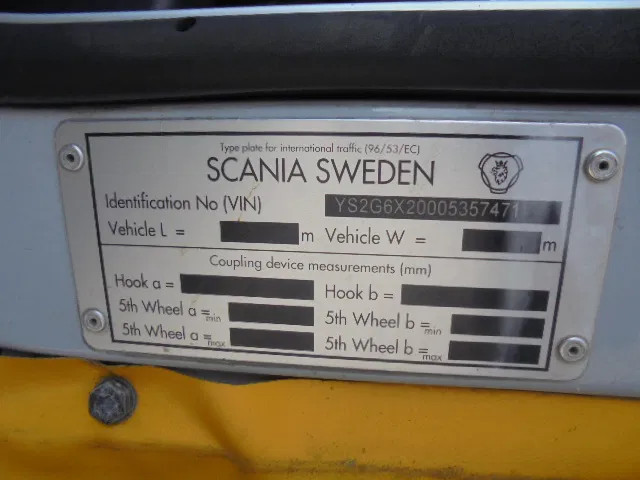 Type plate for international traffic (96/53/EC)
SCANIA SWEDEN
Identification No (VIN) YS2G6X20005357471
Vehicle L = m Vehicle W = m
Coupling device measurements (mm)
Hook a = Hook b =
5th Wheel a min = 5th Wheel b min =
5th Wheel a max = 5th Wheel b max =